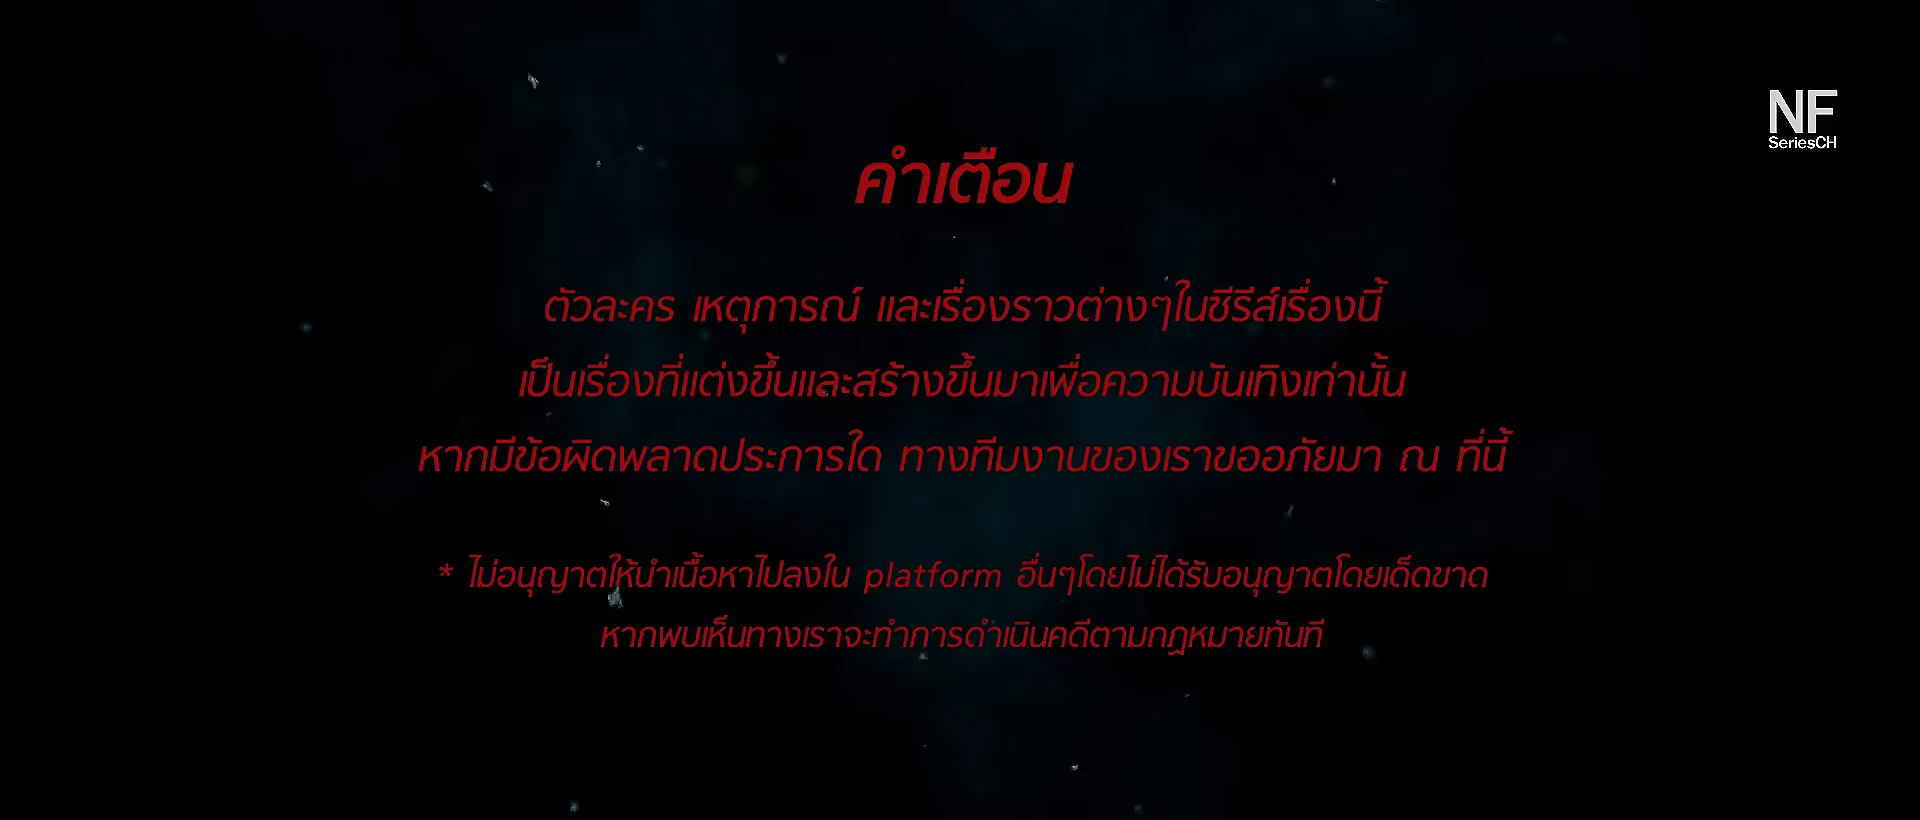 NF
SeriesCH
คำเตือน
ตัวละคร เหตุการณ์ และเรื่องราวต่างๆในซีรีส์เรื่องนี้
เป็นเรื่องที่แต่งขึ้นและสร้างขึ้นมาเพื่อความบันเทิงเท่านั้น
หากมีข้อผิดพลาดประการใด ทางทีมงานของเราขออภัยมา ณ ที่นี้
* ไม่อนุญาตให้นำเนื้อหาไปลงใน platform อื่นๆโดยไม่ได้รับอนุญาตโดยเด็ดขาด
หากพบเห็นทางเราจะทำการดำเนินคดีตามกฎหมายทันที